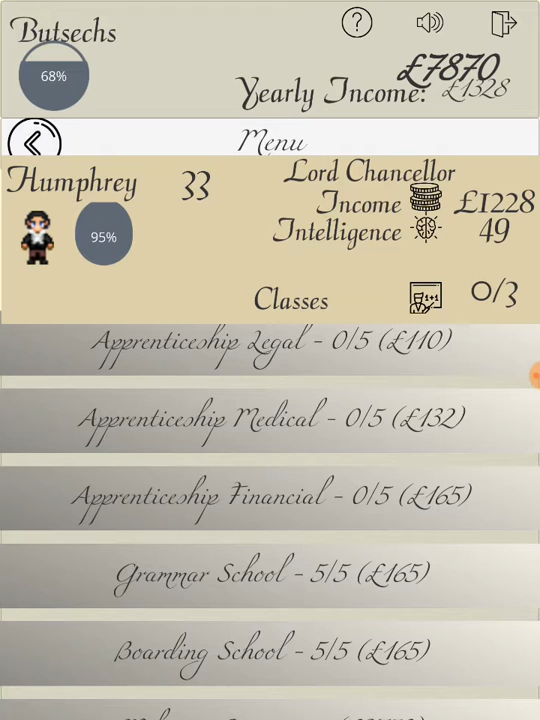 Butsechs
68%
£7870
Yearly Income: £1328
Menu
Humphrey 33
Lord Chancellor
Income £1228
95%
Intelligence 49
1+1
Classes 0/3
Apprenticeship Legal - 0/5 (£110)
Apprenticeship Medical - 0/5 (£132)
Apprenticeship Financial - 0/5 (£165)
Grammar School - 5/5 (£165)
Boarding School - 5/5 (£165)